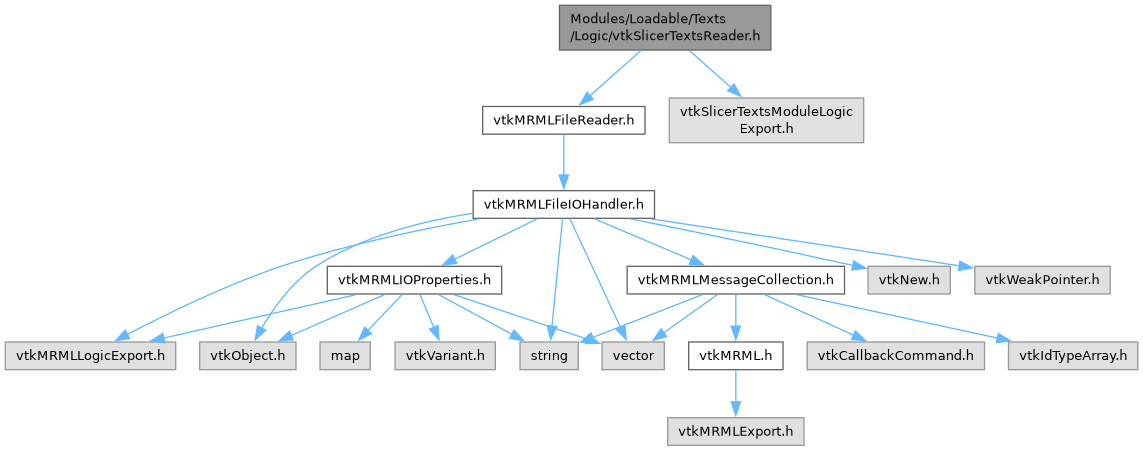 Modules/Loadable/Texts
/Logic/vtkSlicerTextsReader.h
vtkMRMLFileReader.h
vtkSlicerTextsModuleLogic
Export.h
vtkMRMLFileIOHandler.h
vtkMRMLIOProperties.h
vtkMRMLMessageCollection.h
vtkNew.h
vtkWeakPointer.h
vtkMRMLLogicExport.h
vtkObject.h
map
vtkVariant.h
string
vector
vtkMRML.h
vtkCallbackCommand.h
vtkIdTypeArray.h
vtkMRMLExport.h